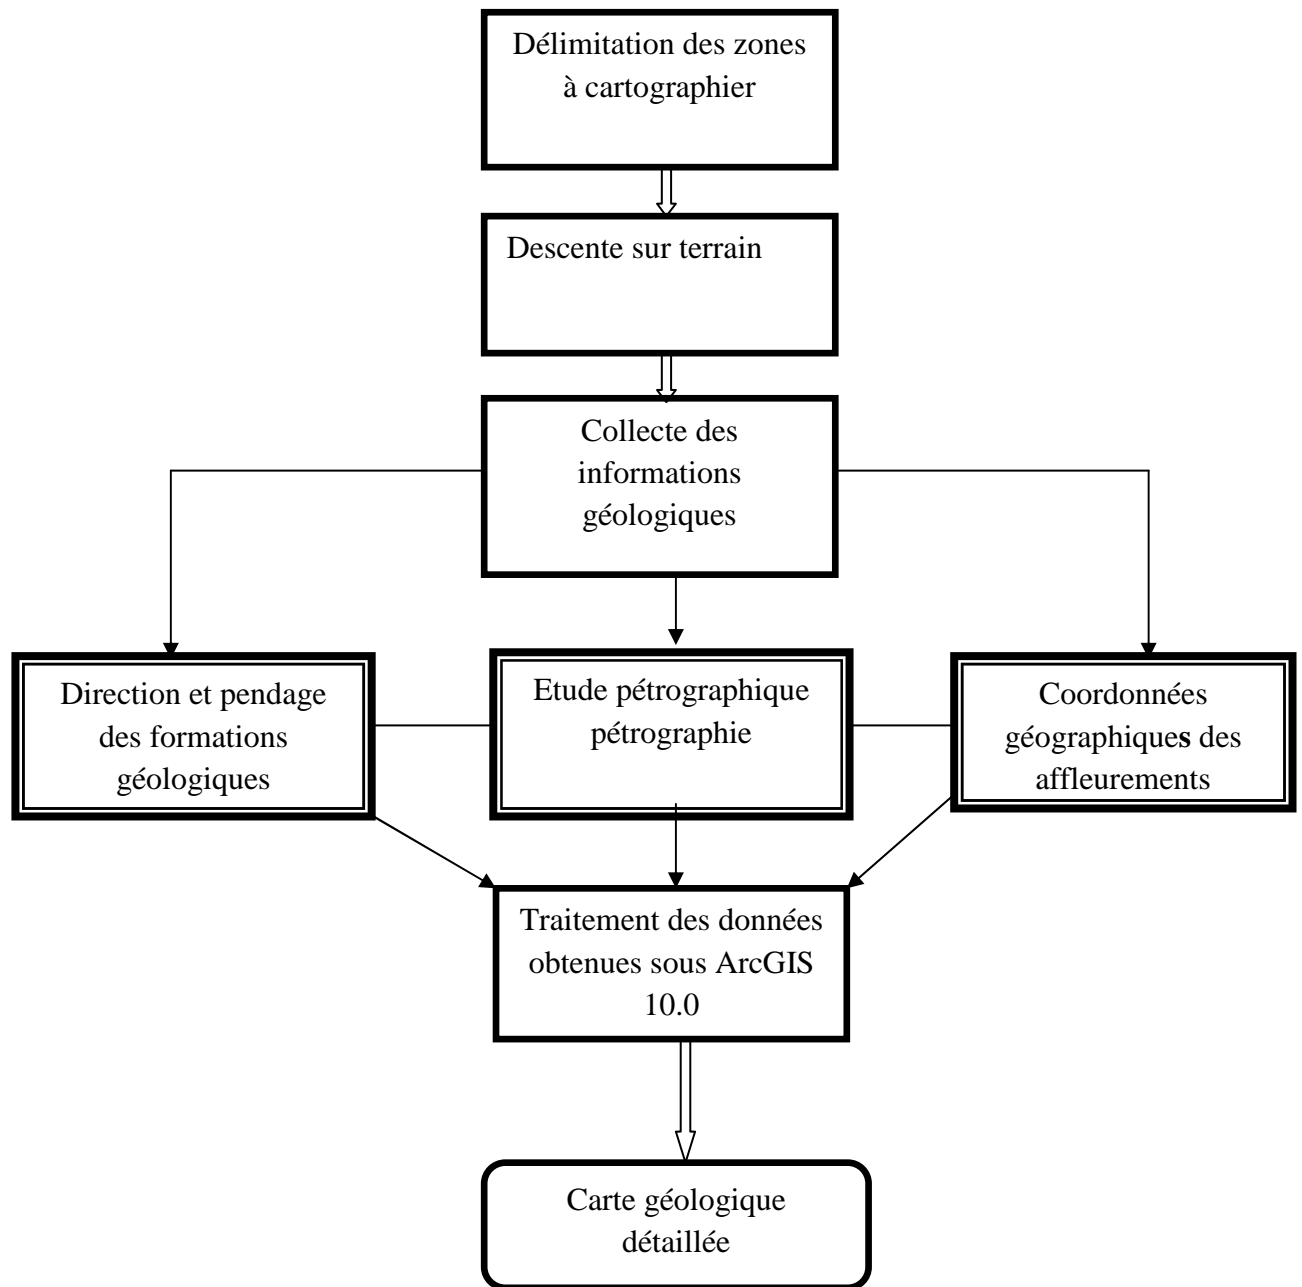 Délimitation des zones
à cartographier
Descente sur terrain
Collecte des
informations
géologiques
Direction et pendage
des formations
géologiques
Etude pétrographique
pétrographie
Coordonnées
géographiques des
affleurements
Traitement des données
obtenues sous ArcGIS
10.0
Carte géologique
détaillée